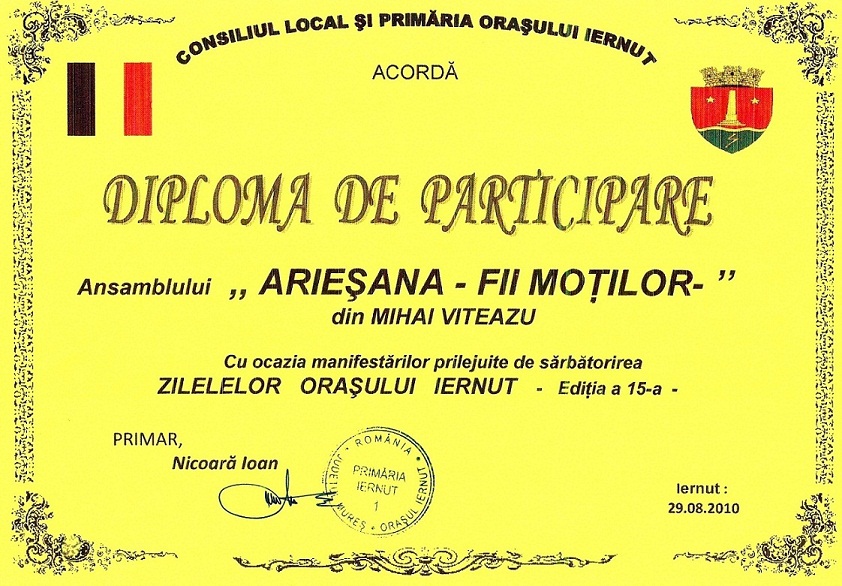 CONSILIUL LOCAL ŞI PRIMĂRIA ORAŞULUI IERNUT
ACORDĂ
DIPLOMA DE PARTICIPARE
Ansamblului ,, ARIEŞANA - FII MOȚILOR- ’’
din MIHAI VITEAZU
Cu ocazia manifestărilor prilejuite de sărbătorirea
ZILELELOR ORAŞULUI IERNUT - Ediția a 15-a -
PRIMAR,
Nicoară Ioan
ROMÂNIA * ORAŞUL IERNUT * JUDEŢUL MUREŞ
PRIMĂRIA
IERNUT
1
Iernut :
29.08.2010